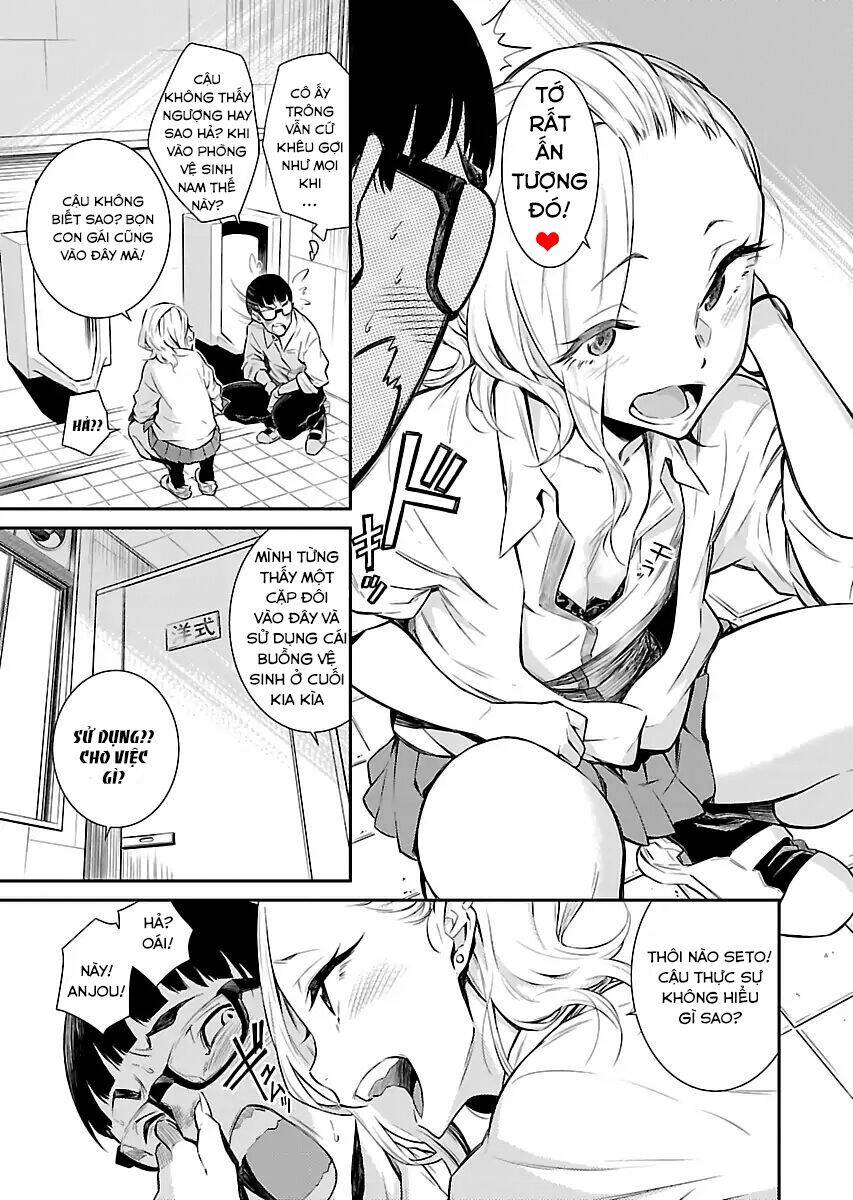 TỚ
RẤT
ẤN
TƯỢNG
ĐÓ!
ドキッ
CÔ ẤY
TRÔNG
VẪN CỨ
KHÊU GỢI
NHƯ MỌI
KHI
...
CẬU
KHÔNG THẤY
NGƯỢNG HAY
SAO HẢ? KHI
VÀO PHÒNG
VỆ SINH
NAM THẾ
NÀY?
CẬU KHÔNG
BIẾT SAO? BỌN
CON GÁI CŨNG
VÀO ĐÂY MÀ!
HẢ??
MÌNH TỪNG
THẤY MỘT
CẶP ĐÔI
VÀO ĐÂY VÀ
SỬ DỤNG CÁI
BUỒNG VỆ
SINH Ở CUỐI
KIA KÌA
洋式
SỬ DỤNG??
CHO VIỆC
GÌ?
THÔI NÀO SETO!
CẬU THỰC SỰ
KHÔNG HIỂU
GÌ SAO?
HẢ?
OÁI!
NÀY!
ANJOU!